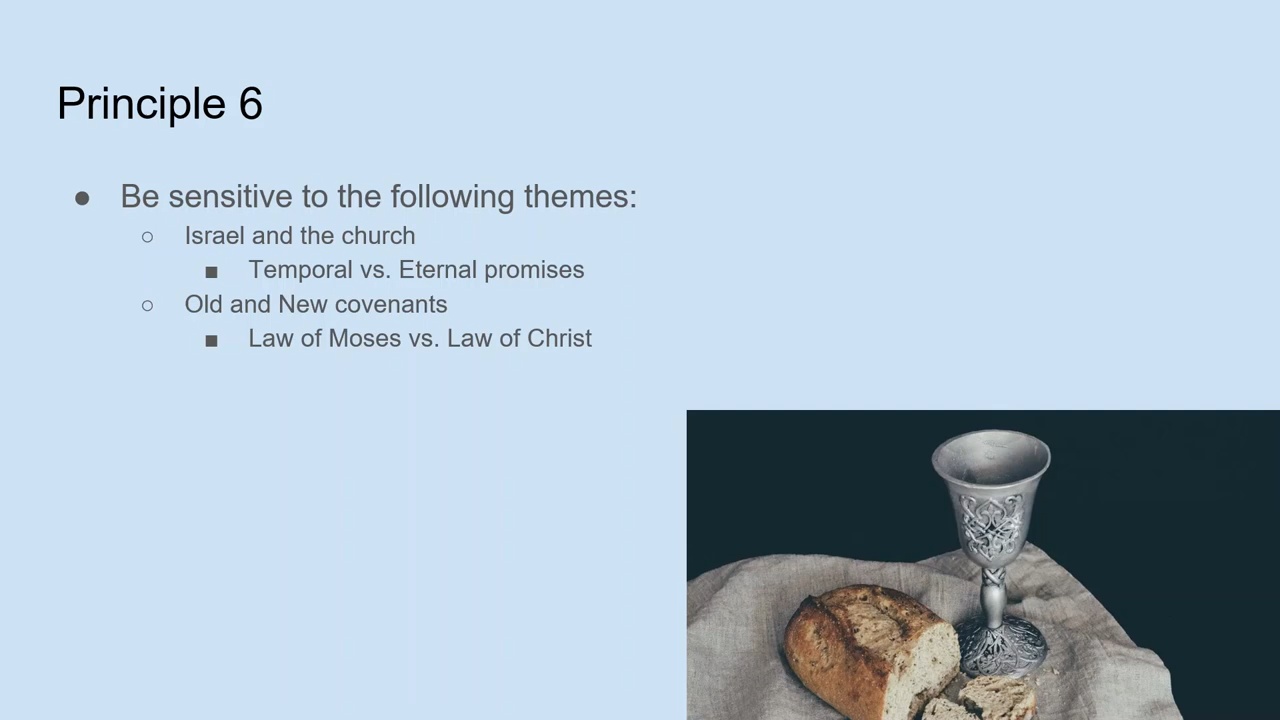 Principle 6
● Be sensitive to the following themes:
○ Israel and the church
■ Temporal vs. Eternal promises
○ Old and New covenants
■ Law of Moses vs. Law of Christ